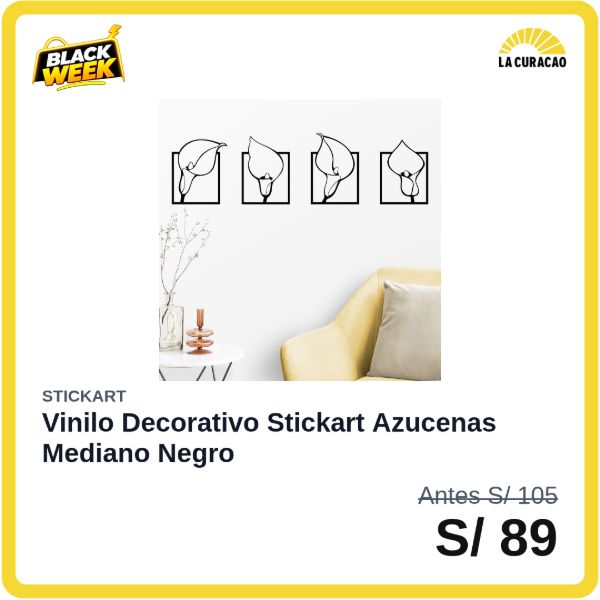 BLACK
WEEK
LA CURACAO
STICKART
Vinilo Decorativo Stickart Azucenas
Mediano Negro
Antes S/ 105
S/ 89